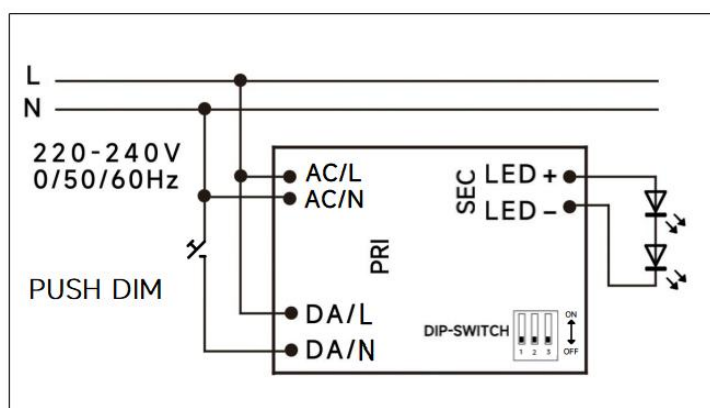 L
N
220-240V
0/50/60Hz
AC/L
AC/N
PRI
SEC
LED +
LED -
PUSH DIM
DA/L
DA/N
DIP-SWITCH
1 2 3
ON
OFF